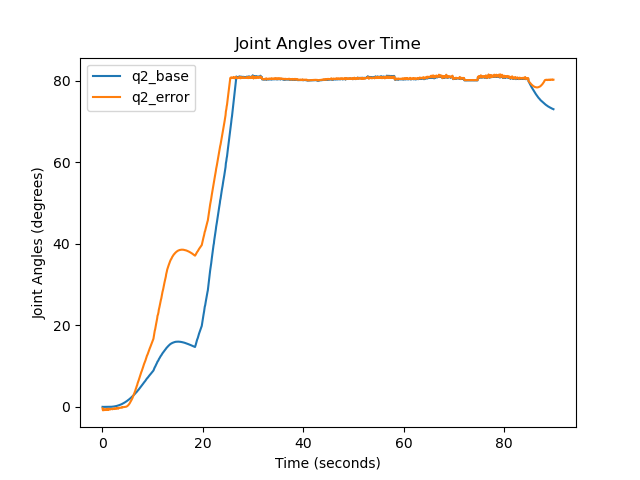 Joint Angles over Time
q2_base
q2_error
Joint Angles (degrees)
80
60
40
20
0
0 20 40 60 80
Time (seconds)